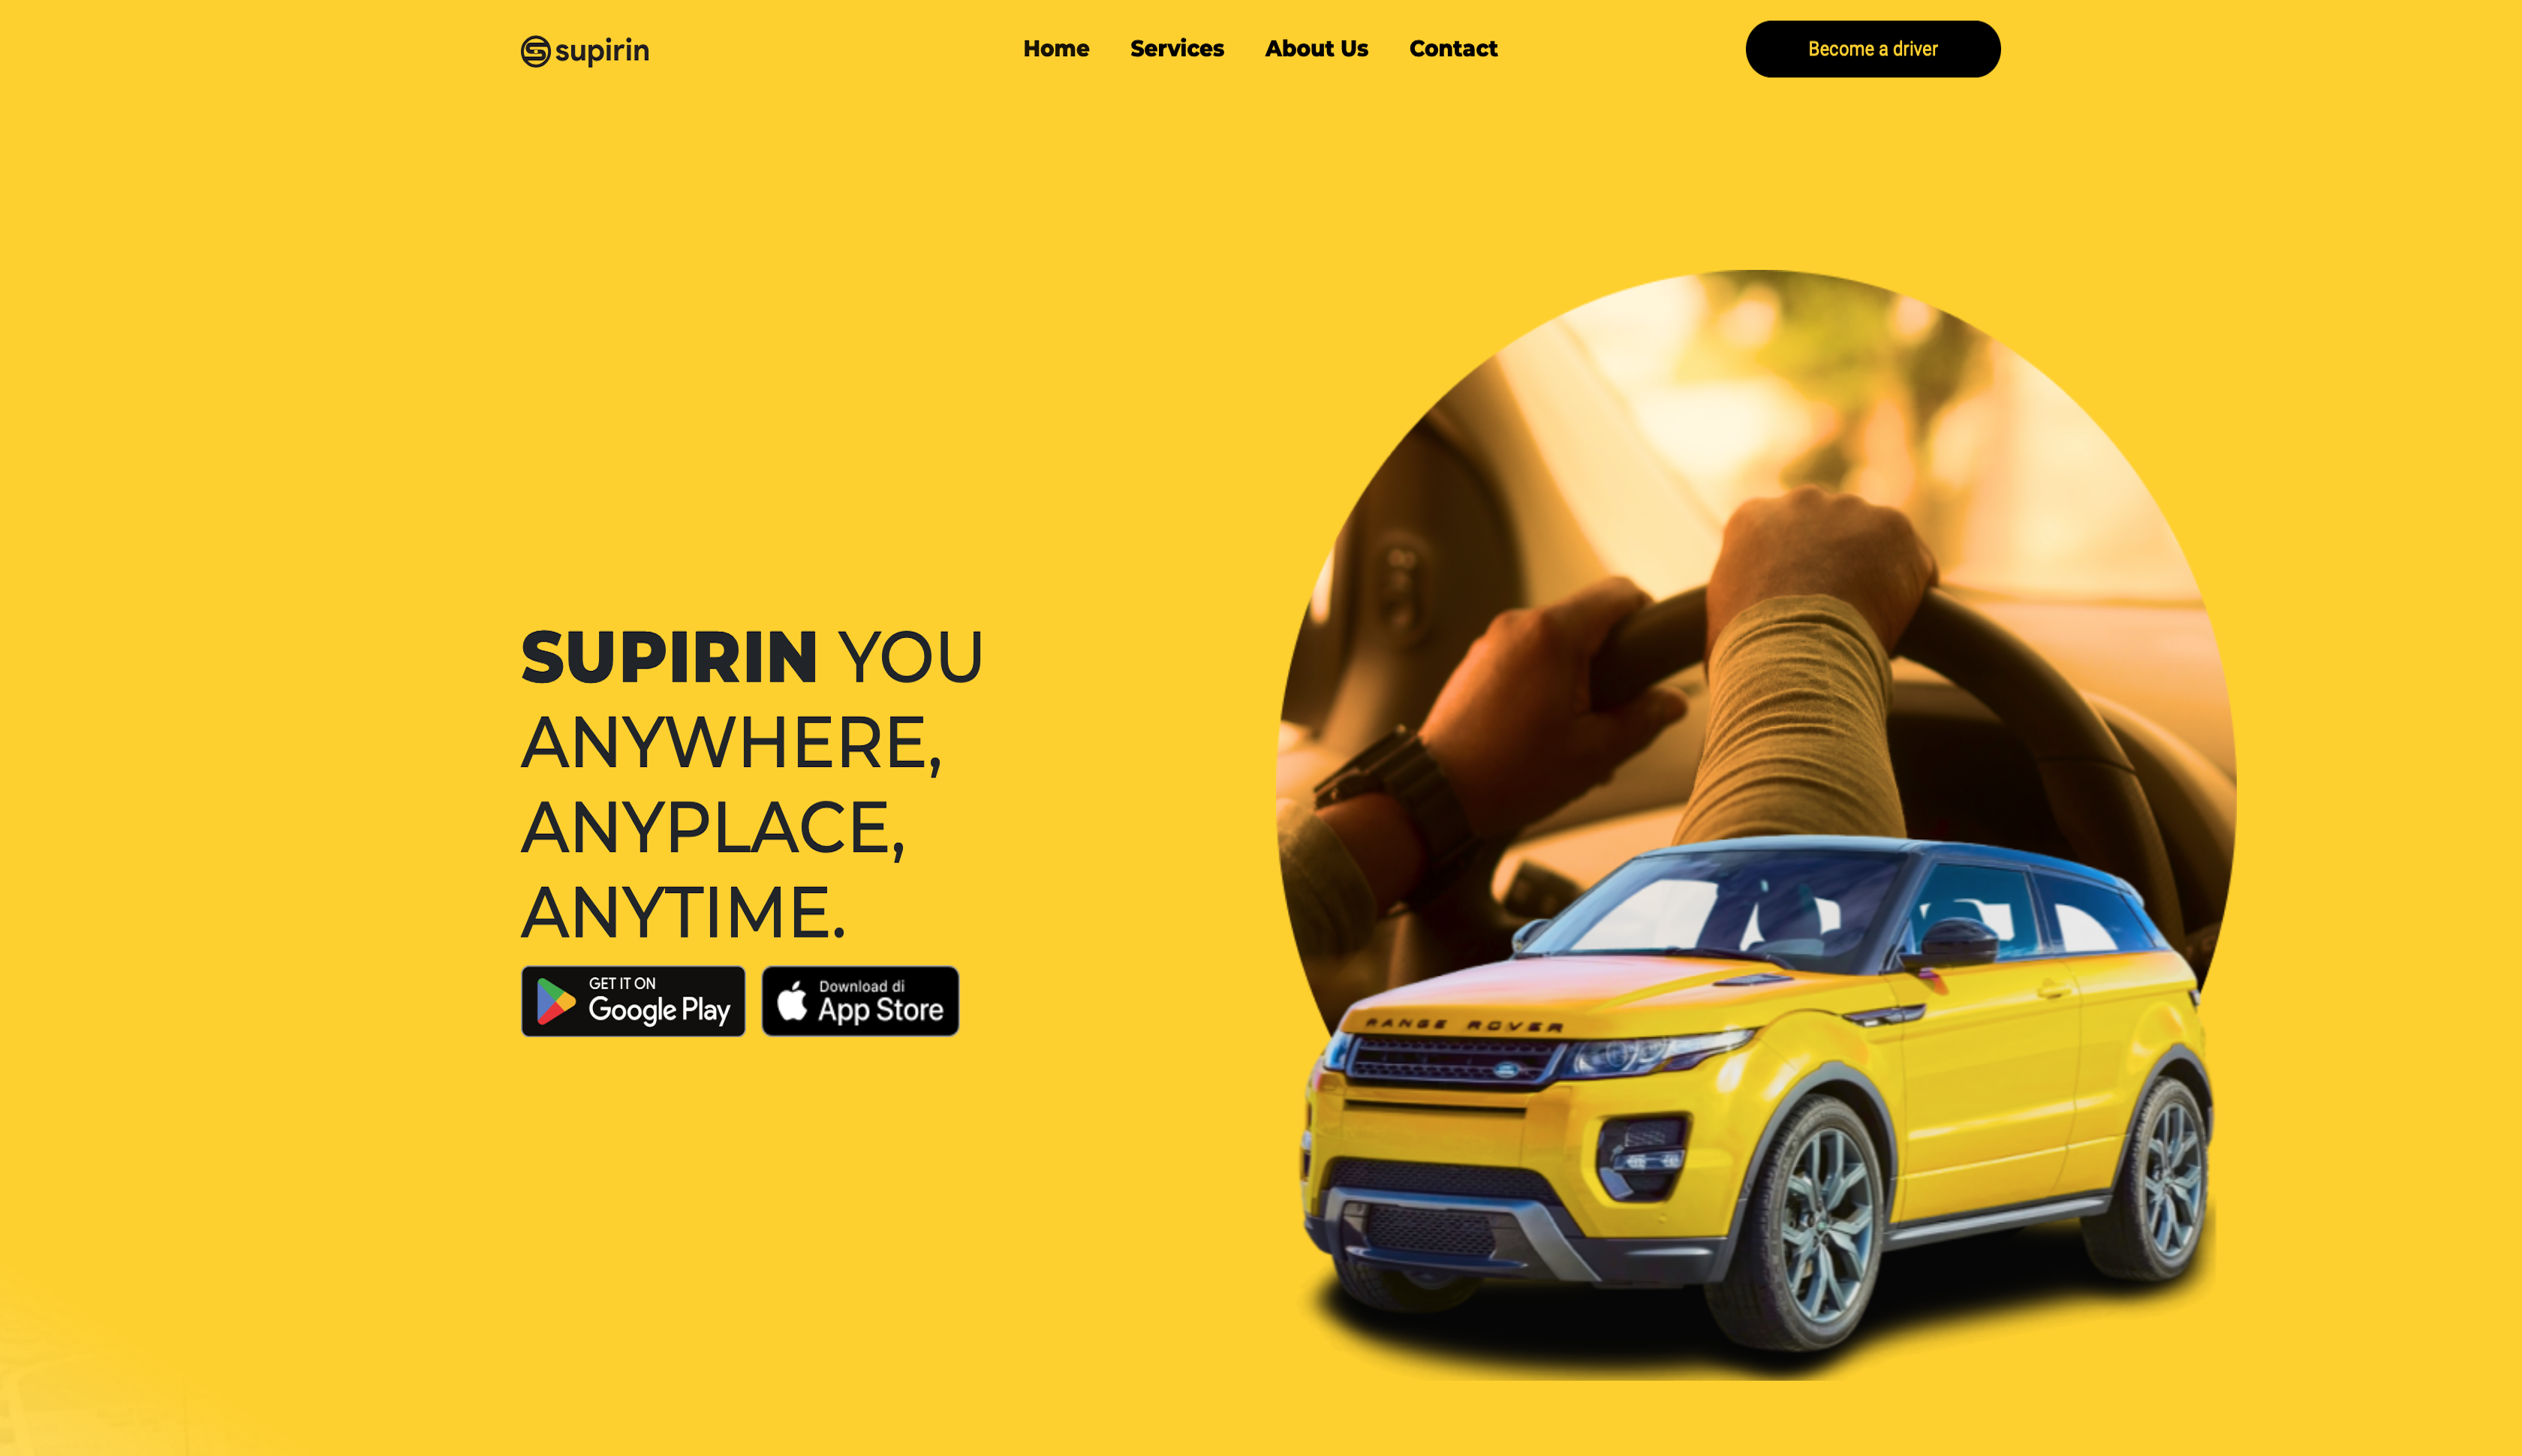 supirin
Home Services About Us Contact
Become a driver
SUPIRIN YOU
ANYWHERE,
ANYPLACE,
ANYTIME.
GET IT ON
Google Play
Download di
App Store
RANGE ROVER